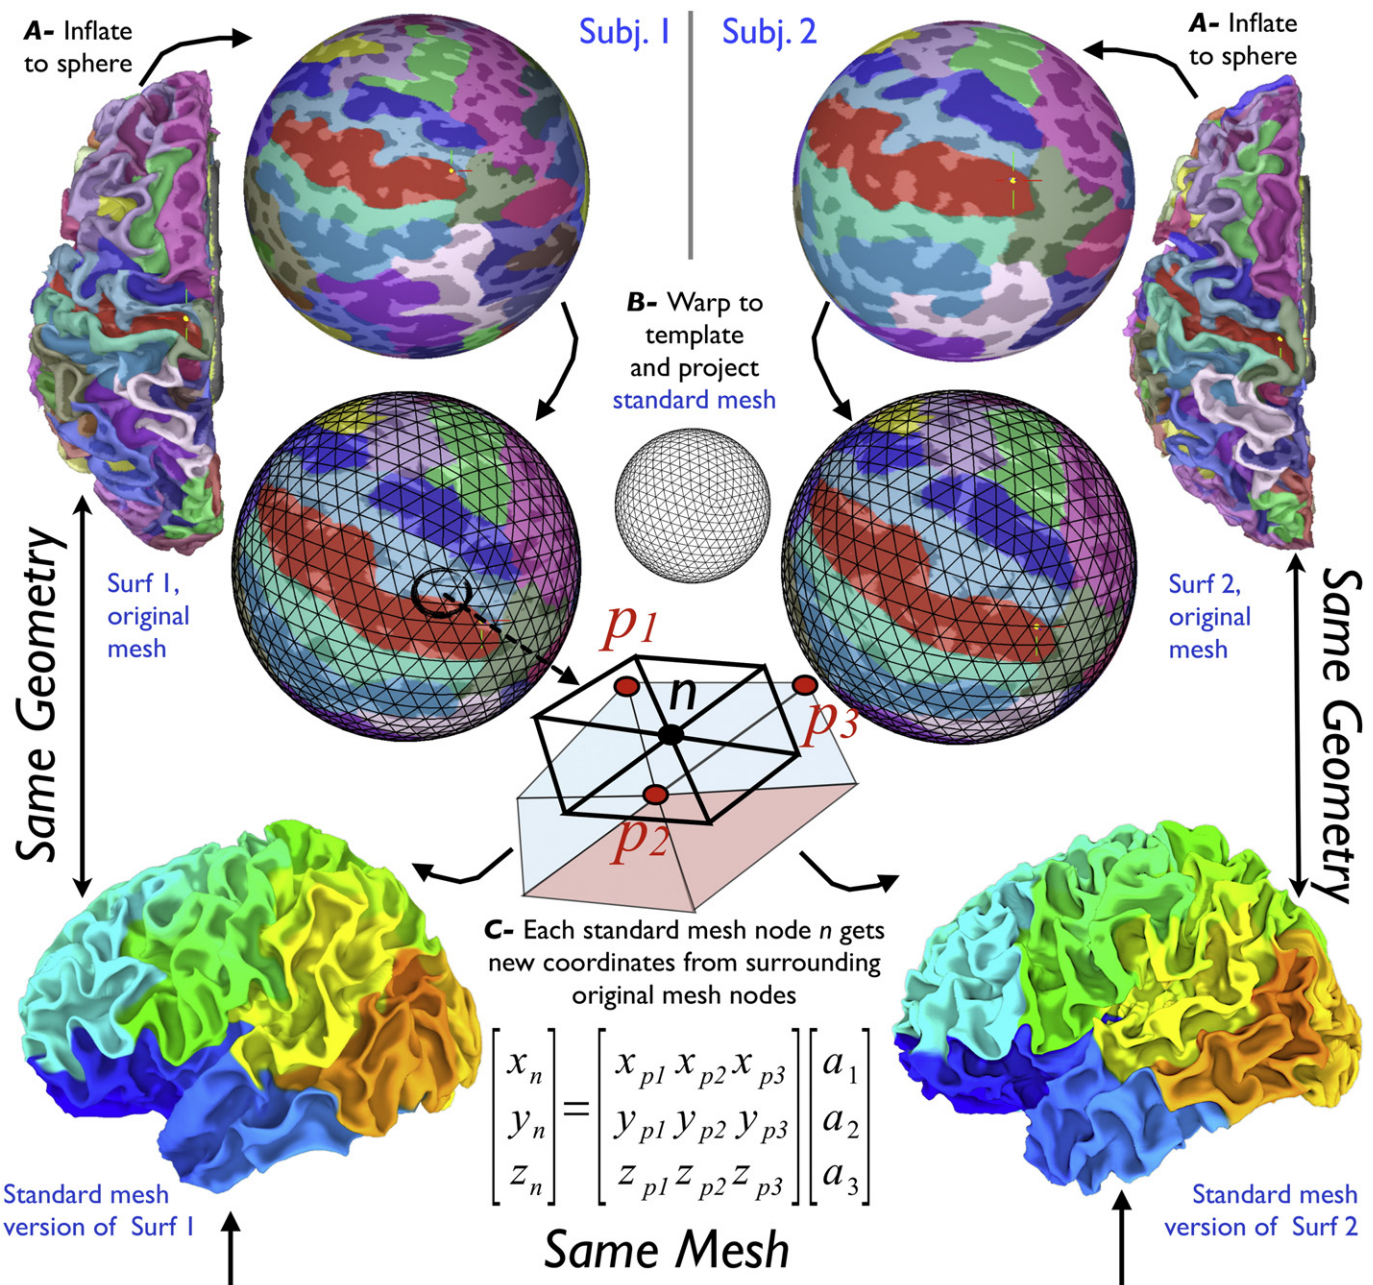 A- Inflate
to sphere
Subj. 1
Subj. 2
A- Inflate
to sphere
B- Warp to
template
and project
standard mesh
Surf 1,
original
mesh
Surf 2,
original
mesh
Same Geometry
Same Geometry
p1
n
p3
p2
C- Each standard mesh node n gets
new coordinates from surrounding
original mesh nodes
xn = xp1 xp2 xp3 a1
yn yp1 yp2 yp3 a2
zn zp1 zp2 zp3 a3
Standard mesh
version of Surf 1
Standard mesh
version of Surf 2
Same Mesh